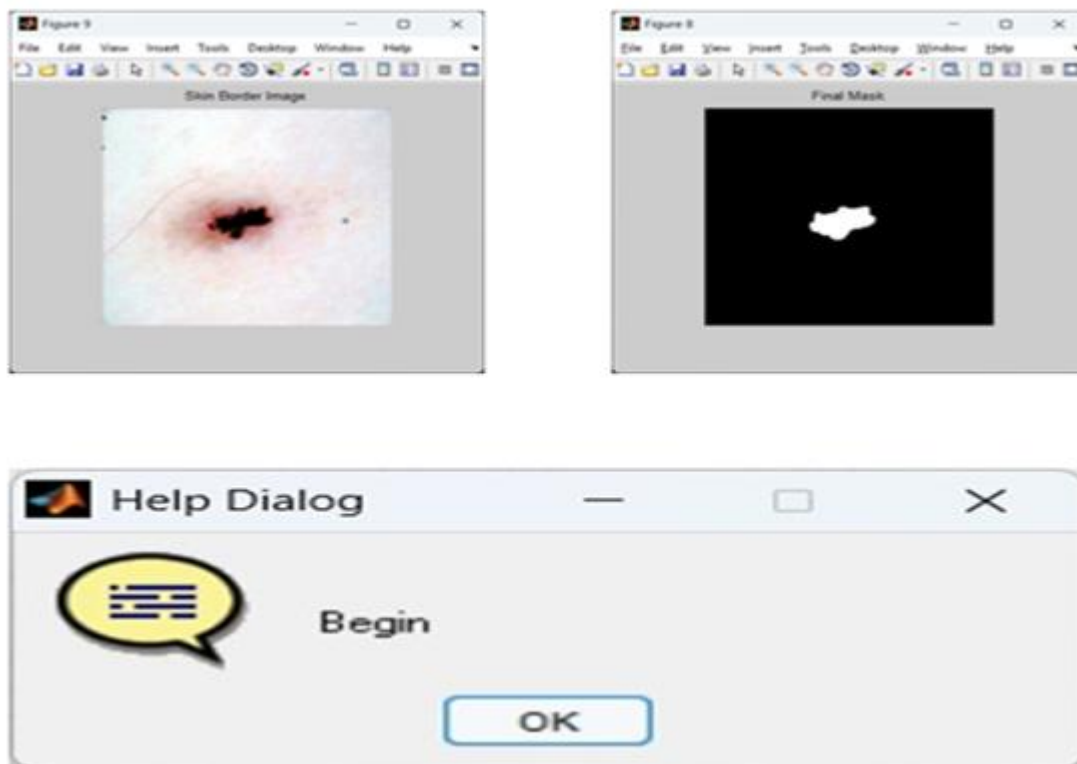 Figure 9
File Edit View Insert Tools Desktop Window Help
Skin Border Image
Figure 8
File Edit View Insert Tools Desktop Window Help
Final Mask
Help Dialog
Begin
OK